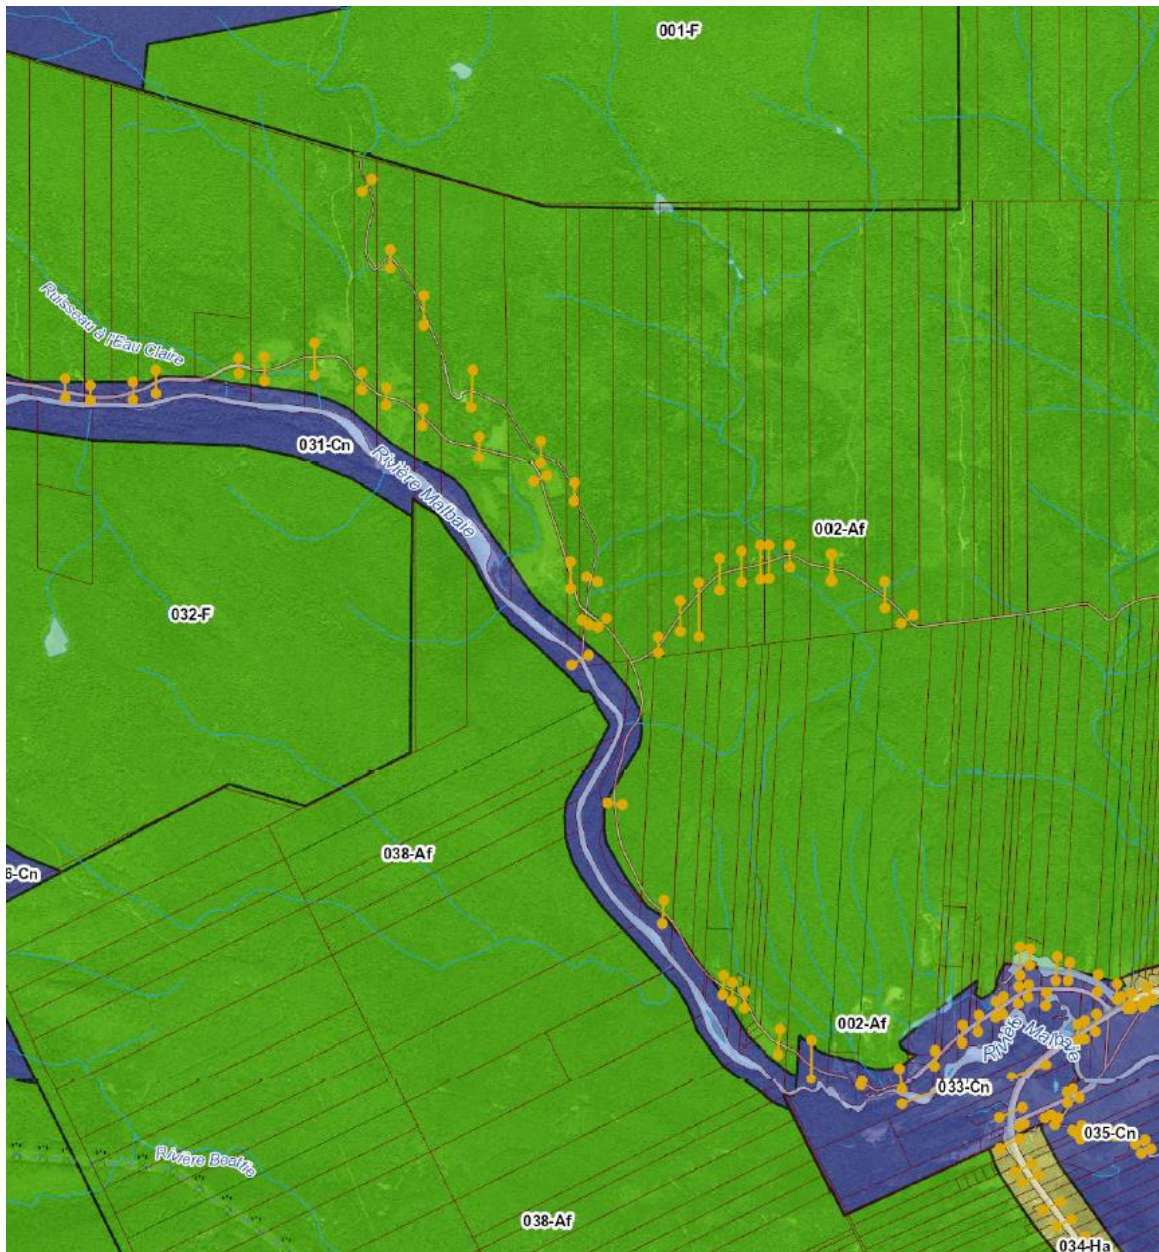 001-F
Ruisseau à l'Eau Claire
031-Cn
Rivière Malbaie
002-Af
032-F
038-Af
6-Cn
002-Af
Rivière Malbaie
033-Cn
035-Cn
Rivière Beattie
038-Af
034-Ha